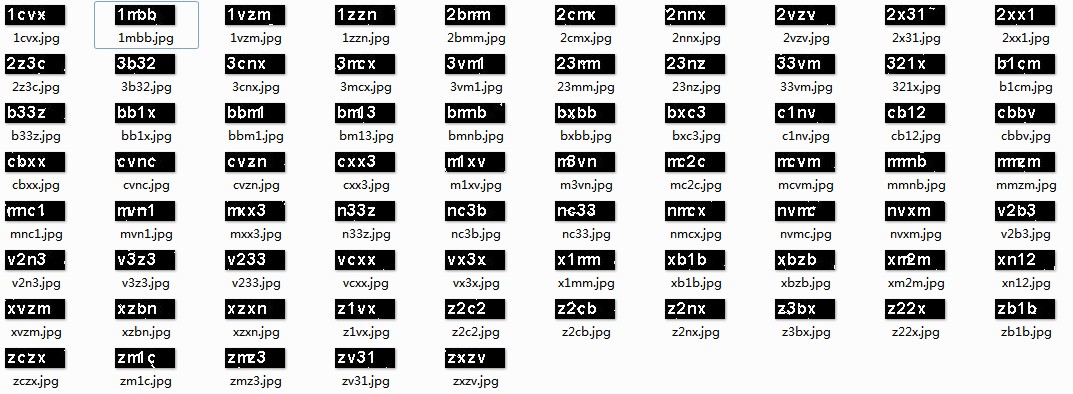 1cvx 1mbb 1vzm 1zzn 2bmm 2cmx 2nnx 2vzv 2x31 2xx1
1cvx.jpg 1mbb.jpg 1vzm.jpg 1zzn.jpg 2bmm.jpg 2cmx.jpg 2nnx.jpg 2vzv.jpg 2x31.jpg 2xx1.jpg
2z3c 3b32 3cnx 3mcx 3vm1 23mm 23nz 33vm 321x b1cm
2z3c.jpg 3b32.jpg 3cnx.jpg 3mcx.jpg 3vm1.jpg 23mm.jpg 23nz.jpg 33vm.jpg 321x.jpg b1cm.jpg
b33z bb1x bbm1 bm13 bmnb bxbb bxc3 c1nv cb12 cbbv
b33z.jpg bb1x.jpg bbm1.jpg bm13.jpg bmnb.jpg bxbb.jpg bxc3.jpg c1nv.jpg cb12.jpg cbbv.jpg
cbxx cvnc cvzn cxx3 m1xv m3vn mc2c mcvm mmnb mmzm
cbxx.jpg cvnc.jpg cvzn.jpg cxx3.jpg m1xv.jpg m3vn.jpg mc2c.jpg mcvm.jpg mmnb.jpg mmzm.jpg
mnc1 mvn1 mxx3 n33z nc3b nc33 nmcx nvmc nvxm v2b3
mnc1.jpg mvn1.jpg mxx3.jpg n33z.jpg nc3b.jpg nc33.jpg nmcx.jpg nvmc.jpg nvxm.jpg v2b3.jpg
v2n3 v3z3 v233 vcxx vx3x x1mm xb1b xbzb xm2m xn12
v2n3.jpg v3z3.jpg v233.jpg vcxx.jpg vx3x.jpg x1mm.jpg xb1b.jpg xbzb.jpg xm2m.jpg xn12.jpg
xvzm xzbn xzxn z1vx z2c2 z2cb z2nx z3bx z22x zb1b
xvzm.jpg xzbn.jpg xzxn.jpg z1vx.jpg z2c2.jpg z2cb.jpg z2nx.jpg z3bx.jpg z22x.jpg zb1b.jpg
zczx zm1c zmz3 zv31 zxzv
zczx.jpg zm1c.jpg zmz3.jpg zv31.jpg zxzv.jpg